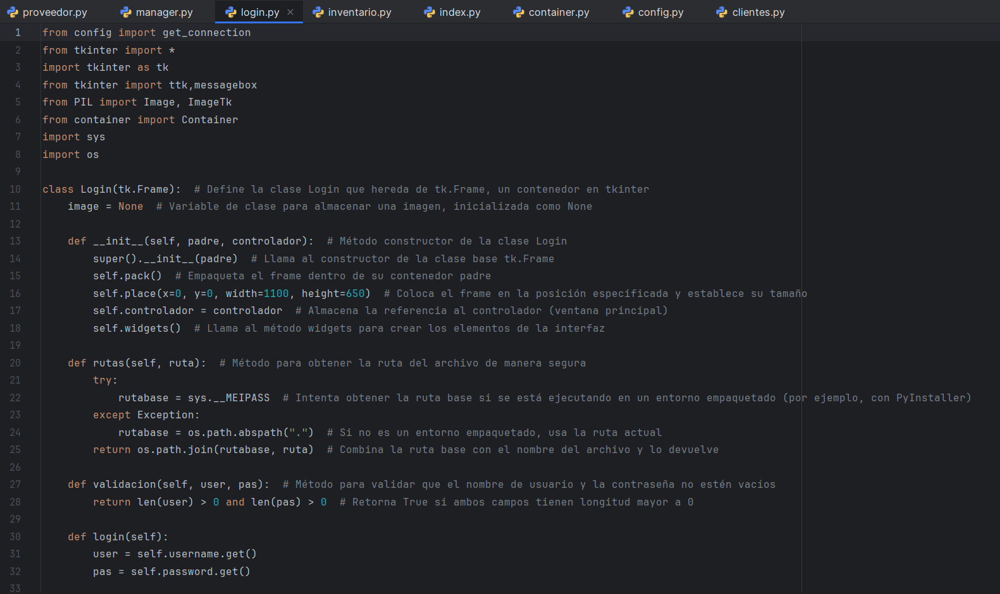 proveedor.py manager.py login.py inventario.py index.py container.py config.py clientes.py
1 from config import get_connection
2 from tkinter import *
3 import tkinter as tk
4 from tkinter import ttk,messagebox
5 from PIL import Image, ImageTk
6 from container import Container
7 import sys
8 import os
9
10 class Login(tk.Frame):  # Define la clase Login que hereda de tk.Frame, un contenedor en tkinter
11     image = None  # Variable de clase para almacenar una imagen, inicializada como None
12
13     def __init__(self, padre, controlador):  # Método constructor de la clase Login
14         super().__init__(padre)  # Llama al constructor de la clase base tk.Frame
15         self.pack()  # Empaqueta el frame dentro de su contenedor padre
16         self.place(x=0, y=0, width=1100, height=650)  # Coloca el frame en la posición especificada y establece su tamaño
17         self.controlador = controlador  # Almacena la referencia al controlador (ventana principal)
18         self.widgets()  # Llama al método widgets para crear los elementos de la interfaz
19
20     def rutas(self, ruta):  # Método para obtener la ruta del archivo de manera segura
21         try:
22             rutabase = sys.__MEIPASS  # Intenta obtener la ruta base si se está ejecutando en un entorno empaquetado (por ejemplo, con PyInstaller)
23         except Exception:
24             rutabase = os.path.abspath(".")  # Si no es un entorno empaquetado, usa la ruta actual
25         return os.path.join(rutabase, ruta)  # Combina la ruta base con el nombre del archivo y lo devuelve
26
27     def validacion(self, user, pas):  # Método para validar que el nombre de usuario y la contraseña no estén vacíos
28         return len(user) > 0 and len(pas) > 0  # Retorna True si ambos campos tienen longitud mayor a 0
29
30     def login(self):
31         user = self.username.get()
32         pas = self.password.get()
33